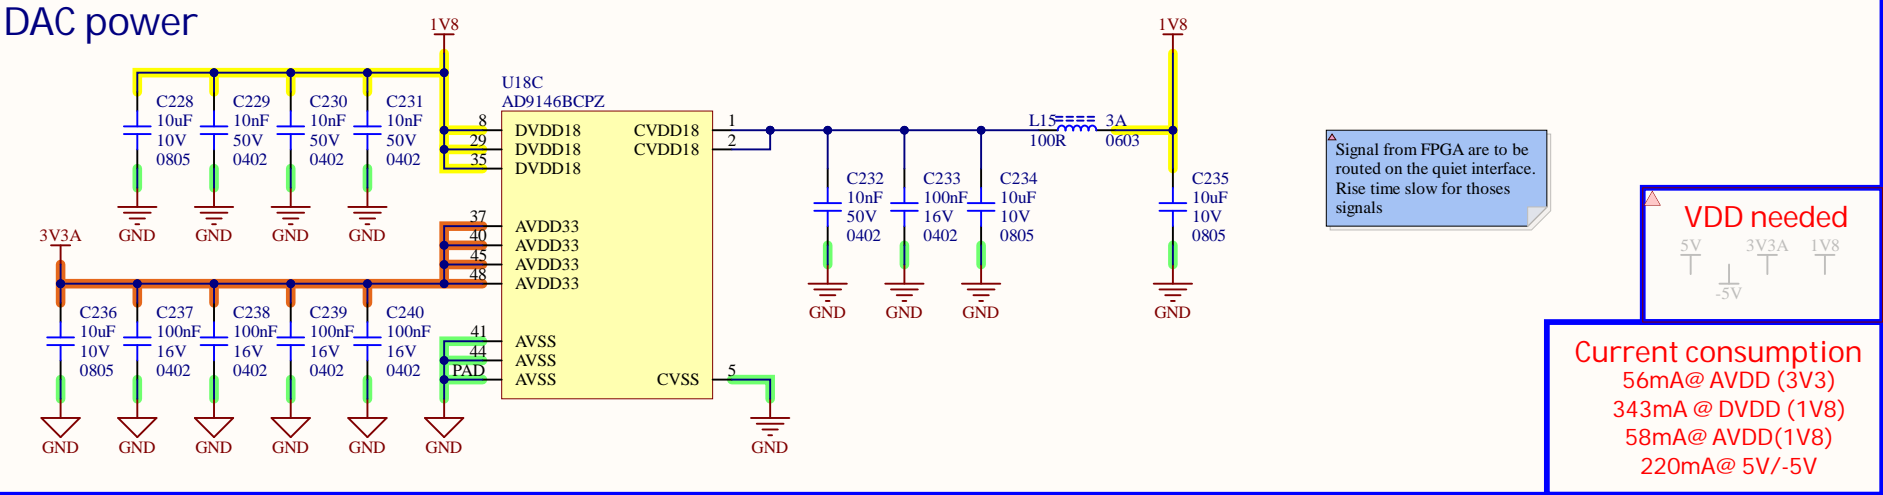 DAC power
1V8
C228
10uF
10V
0805
C229
10nF
50V
0402
C230
10nF
50V
0402
C231
10nF
50V
0402
GND
GND
GND
GND
U18C
AD9146BCPZ
8
DVDD18
29
DVDD18
35
DVDD18
37
AVDD33
40
AVDD33
45
AVDD33
48
AVDD33
41
AVSS
44
AVSS
PAD
AVSS
CVDD18
1
CVDD18
2
CVSS
5
3V3A
C236
10uF
10V
0805
C237
100nF
16V
0402
C238
100nF
16V
0402
C239
100nF
16V
0402
C240
100nF
16V
0402
GND
GND
GND
GND
GND
GND
GND
L15
100R
3A
0603
1V8
C232
10nF
50V
0402
C233
100nF
16V
0402
C234
10uF
10V
0805
C235
10uF
10V
0805
GND
GND
GND
GND
Signal from FPGA are to be
routed on the quiet interface.
Rise time slow for thoses
signals
VDD needed
5V
-5V
3V3A
1V8
Current consumption
56mA@ AVDD (3V3)
343mA @ DVDD (1V8)
58mA@ AVDD(1V8)
220mA@ 5V/-5V